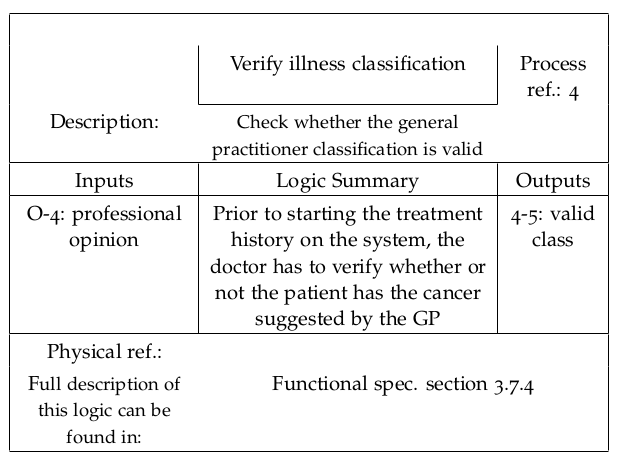 Verify illness classification
Process
ref.: 4
Description:
Check whether the general
practitioner classification is valid
Inputs
Logic Summary
Outputs
O-4: professional
opinion
Prior to starting the treatment
history on the system, the
doctor has to verify whether or
not the patient has the cancer
suggested by the GP
4-5: valid
class
Physical ref.:
Full description of
this logic can be
found in:
Functional spec. section 3.7.4